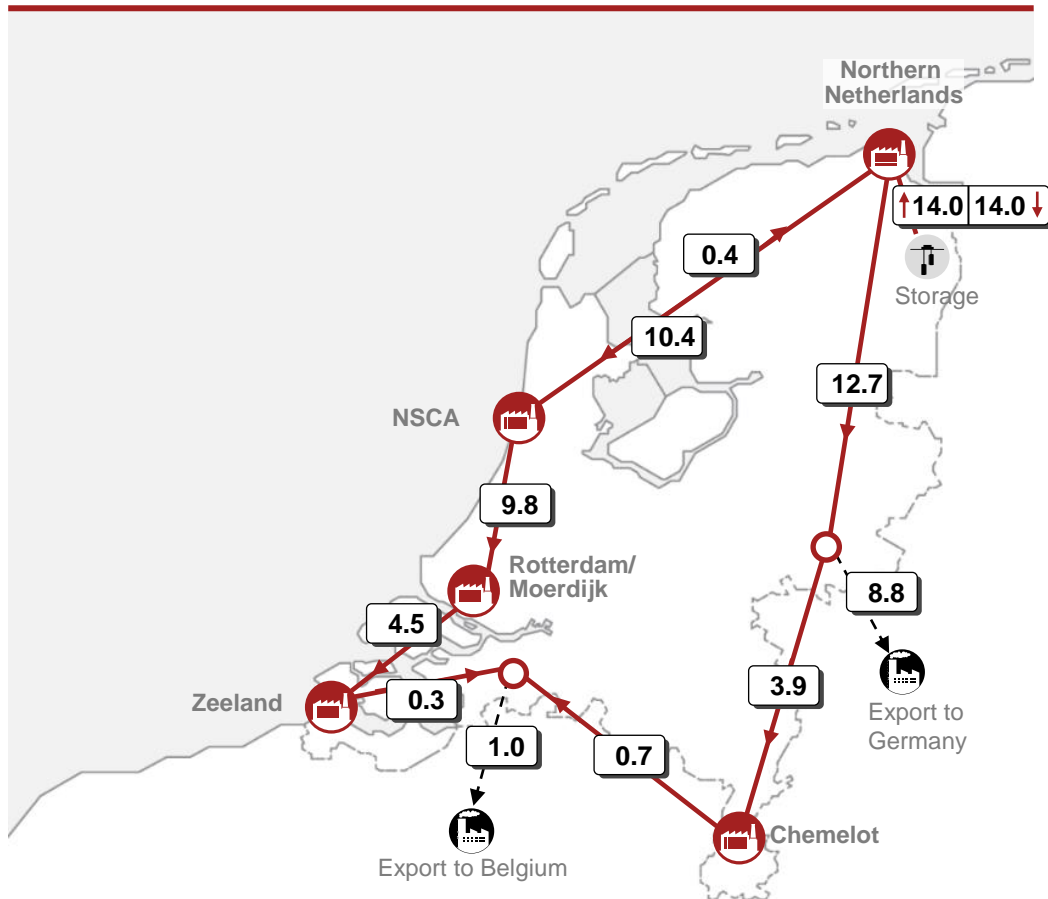 Northern
Netherlands
14.0 14.0
Storage
0.4
10.4
12.7
NSCA
9.8
Rotterdam/
Moerdijk
8.8
4.5
Zeeland
0.3
3.9
Export to
Germany
1.0
0.7
Chemelot
Export to Belgium